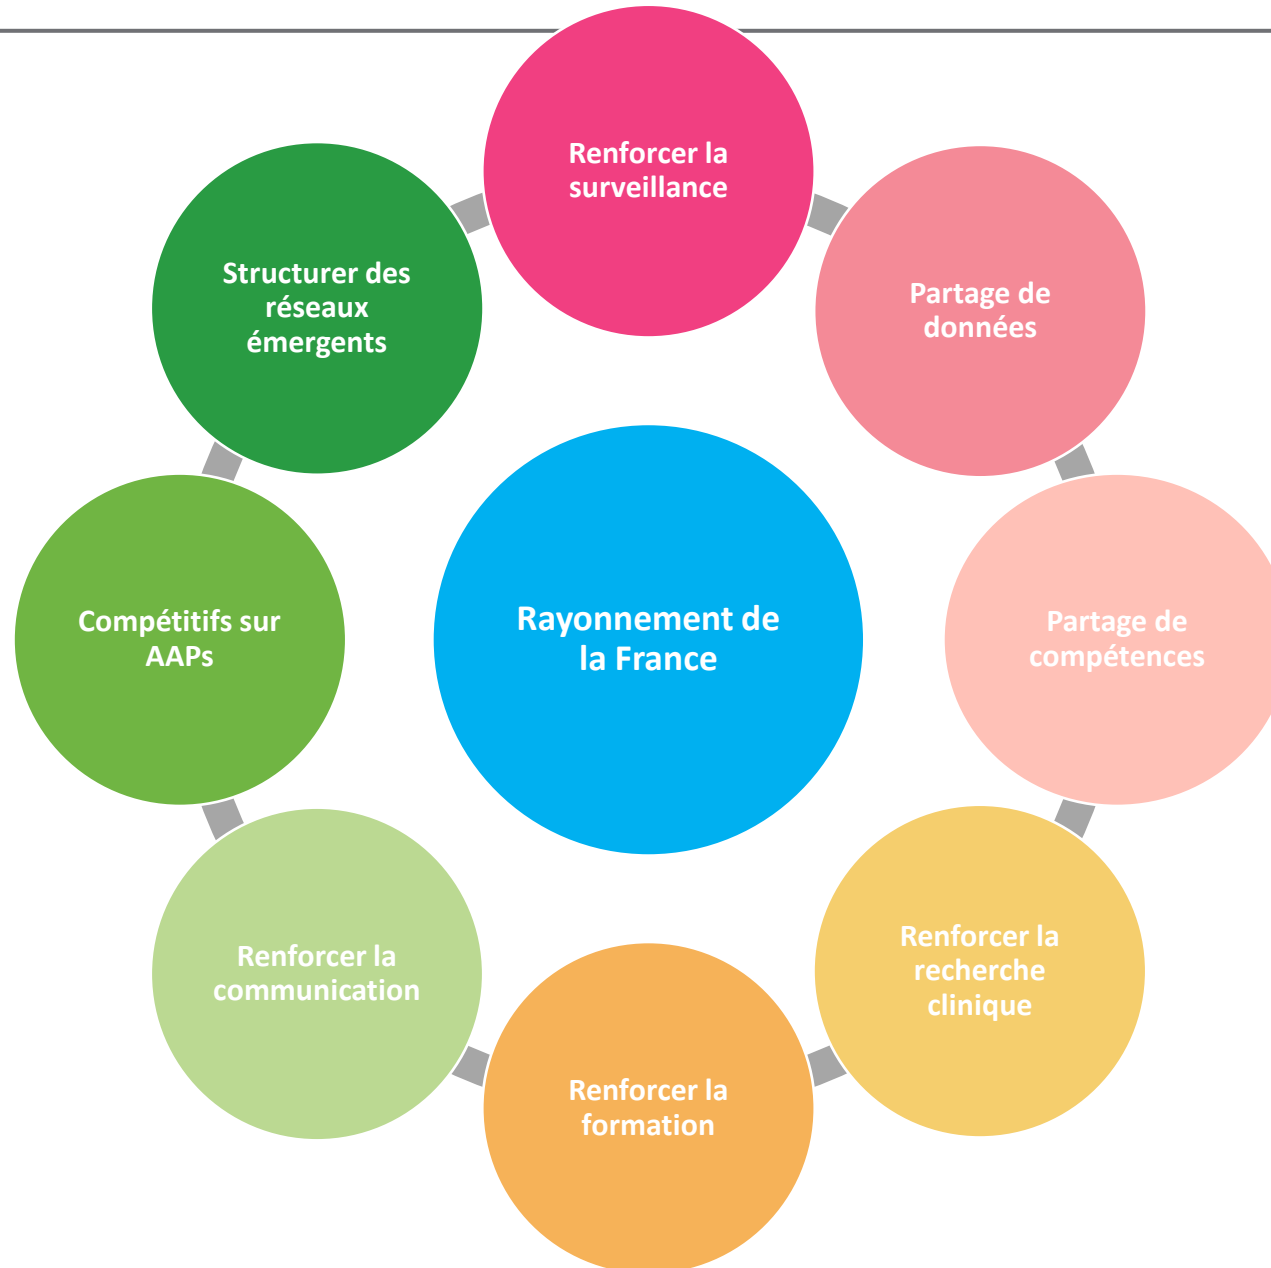 Renforcer la
surveillance
Partage de
données
Partage de
compétences
Renforcer la
recherche
clinique
Renforcer la
formation
Renforcer la
communication
Compétitifs sur
AAPs
Structurer des
réseaux
émergents
Rayonnement de
la France